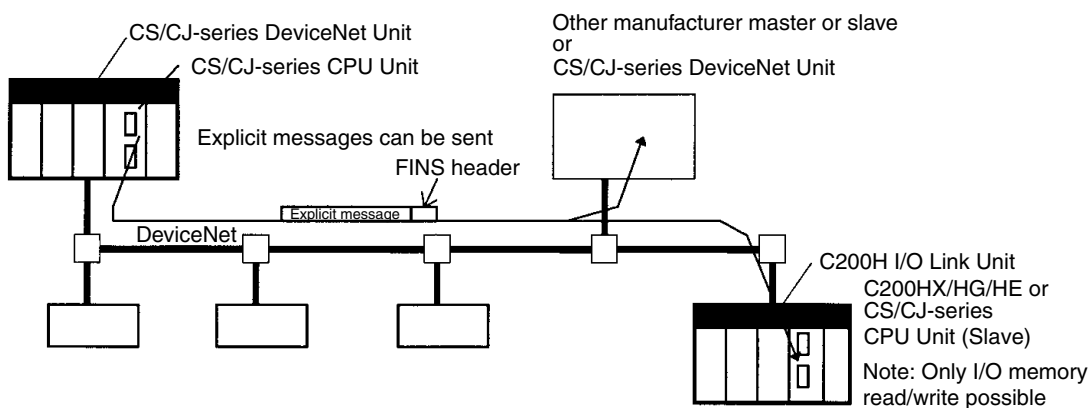 CS/CJ-series DeviceNet Unit
CS/CJ-series CPU Unit
Explicit messages can be sent
FINS header
Explicit message
DeviceNet
Other manufacturer master or slave
or
CS/CJ-series DeviceNet Unit
C200H I/O Link Unit
C200HX/HG/HE or
CS/CJ-series
CPU Unit (Slave)
Note: Only I/O memory
read/write possible